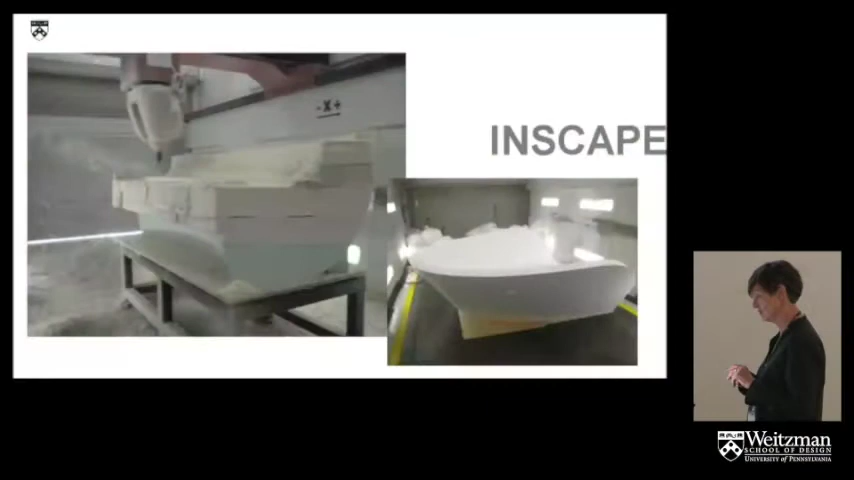 -X+
INSCAPE
Weitzman
SCHOOL OF DESIGN
UNIVERSITY of PENNSYLVANIA